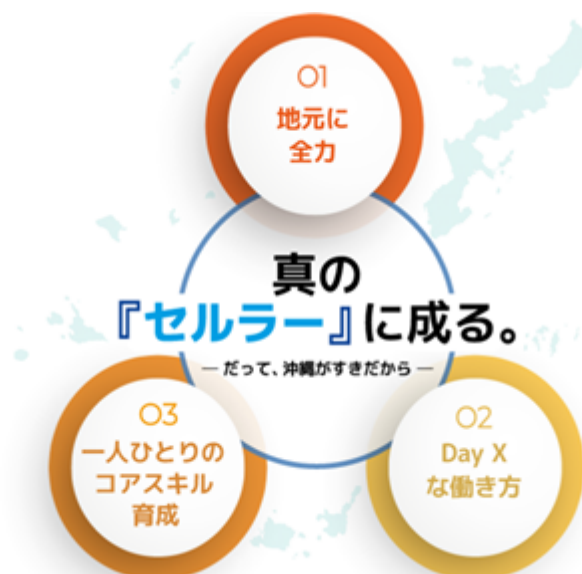 01
地元に
全力
真の
『セルラー』に成る。
― だって、沖縄がすきだから ―
03
一人ひとりの
コアスキル
育成
02
Day X
な働き方